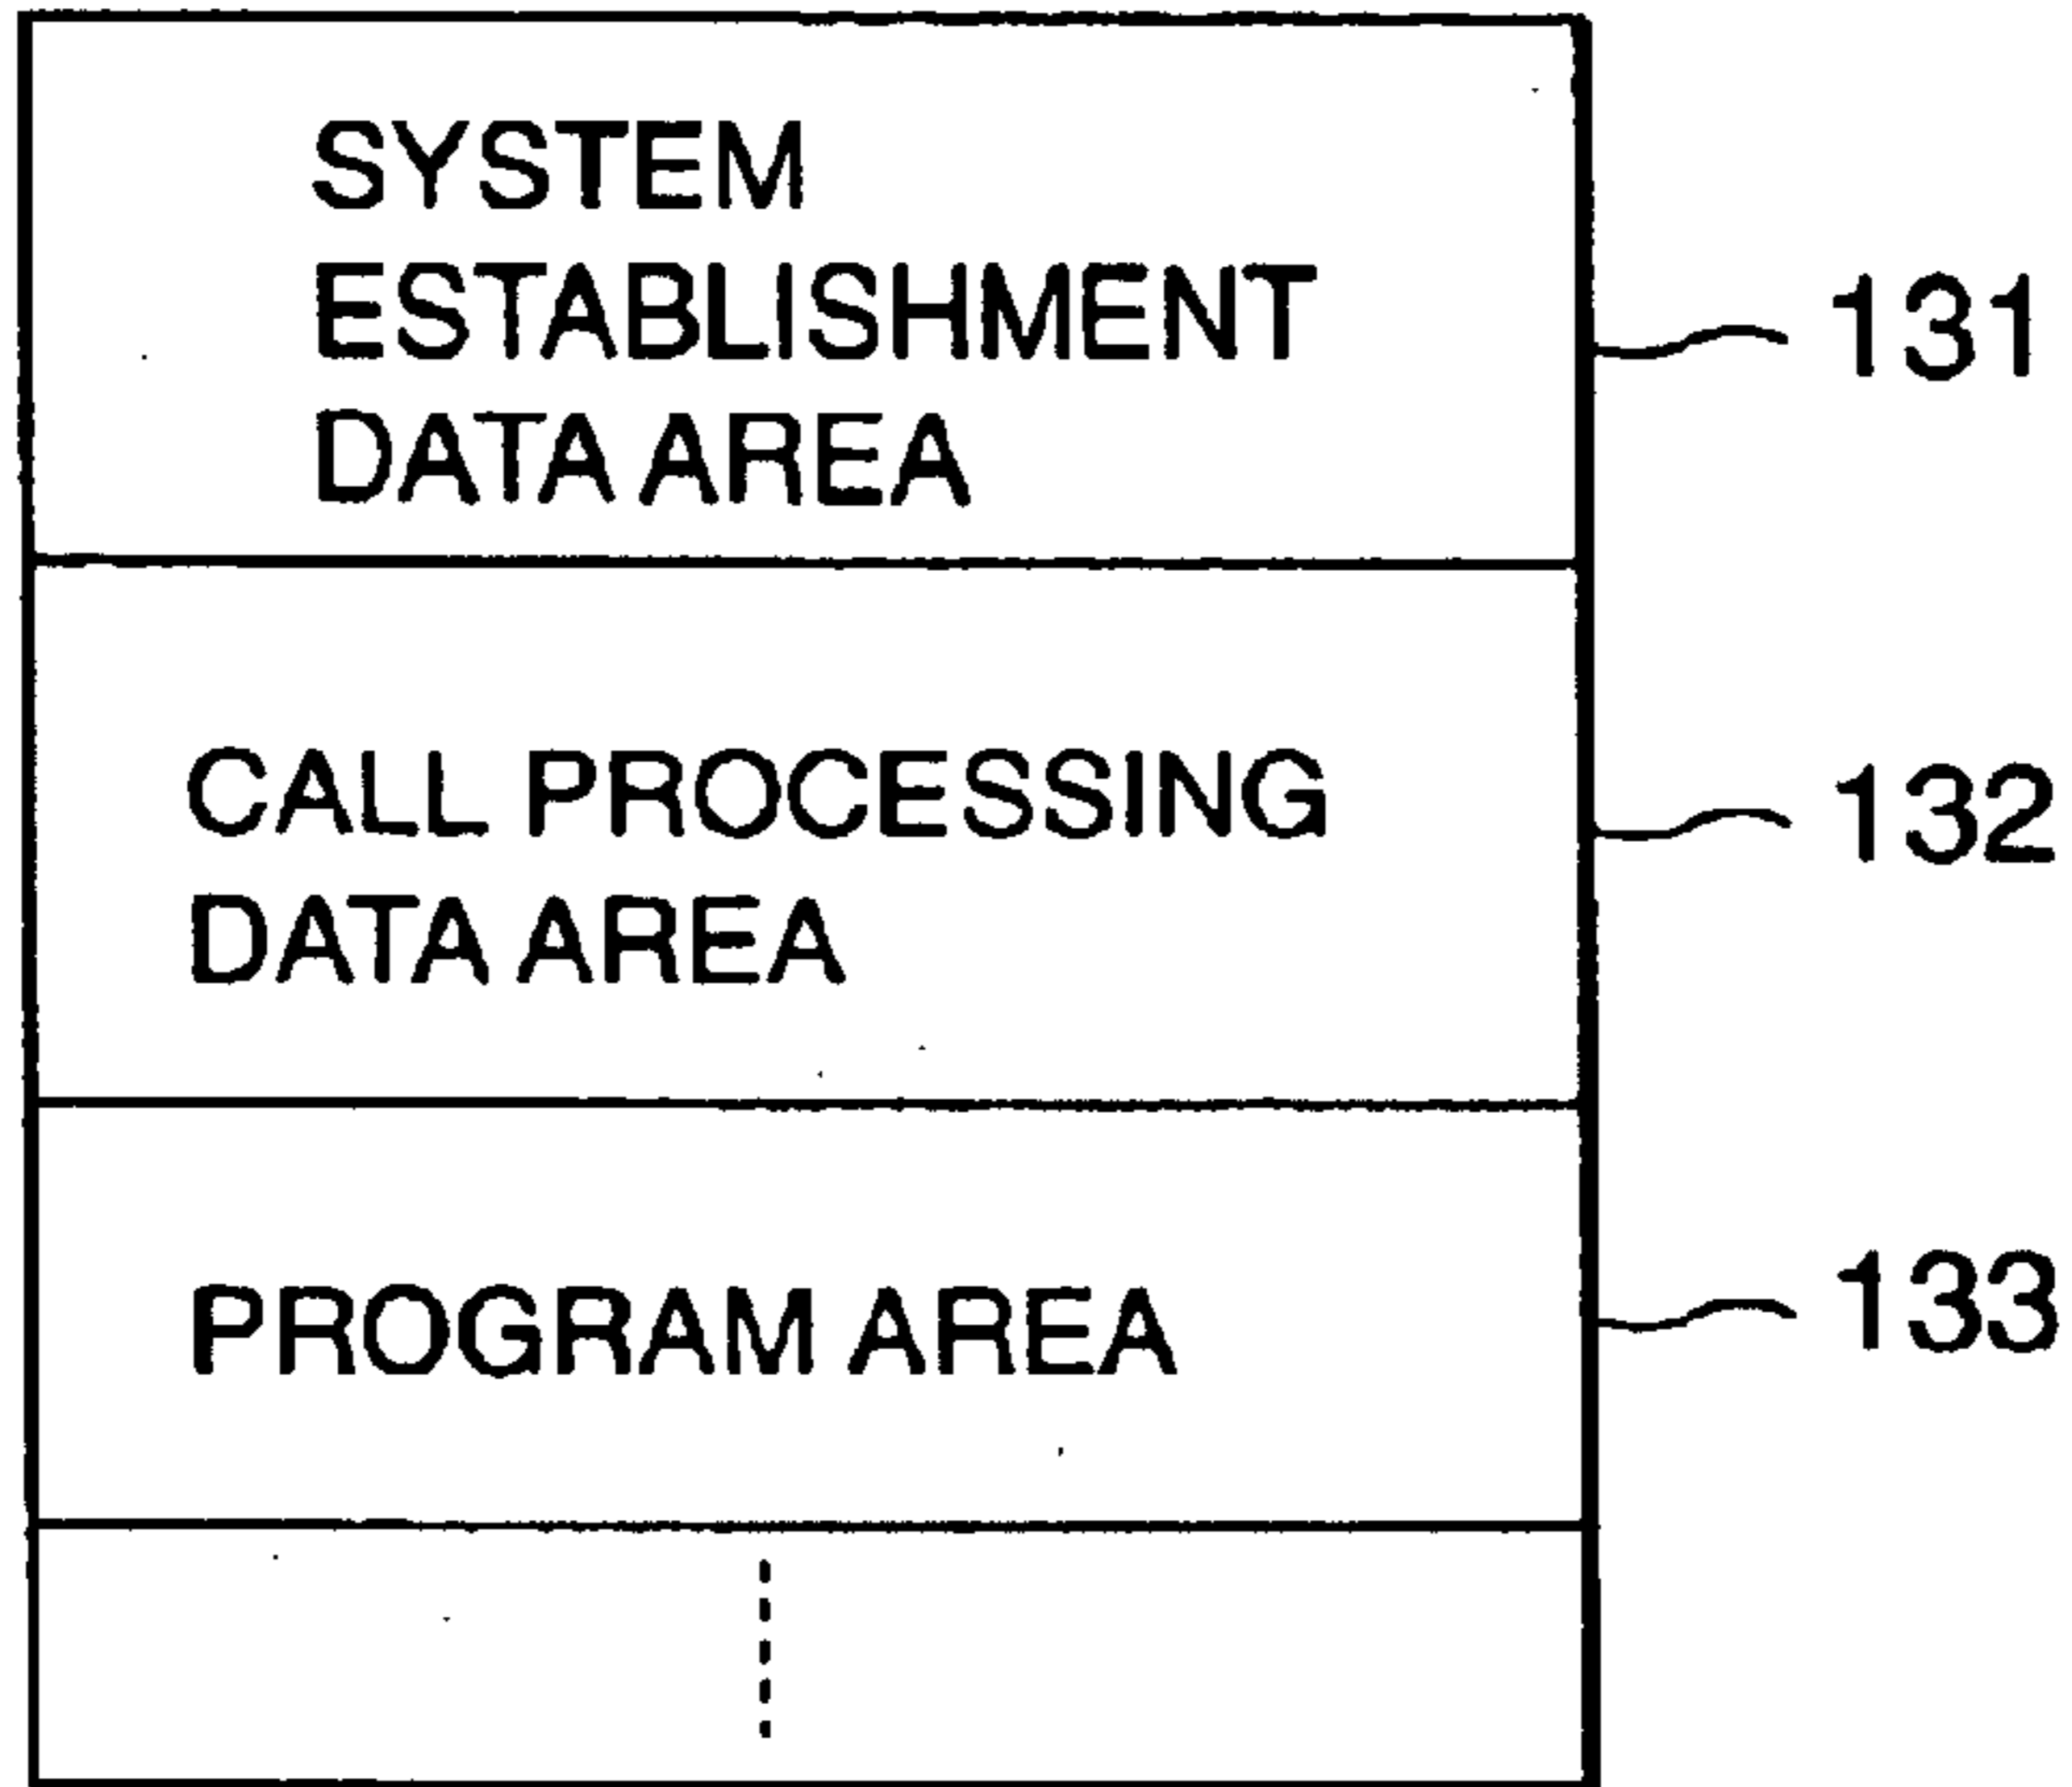 SYSTEM
ESTABLISHMENT
DATA AREA
131
CALL PROCESSING
DATA AREA
132
PROGRAM AREA
133